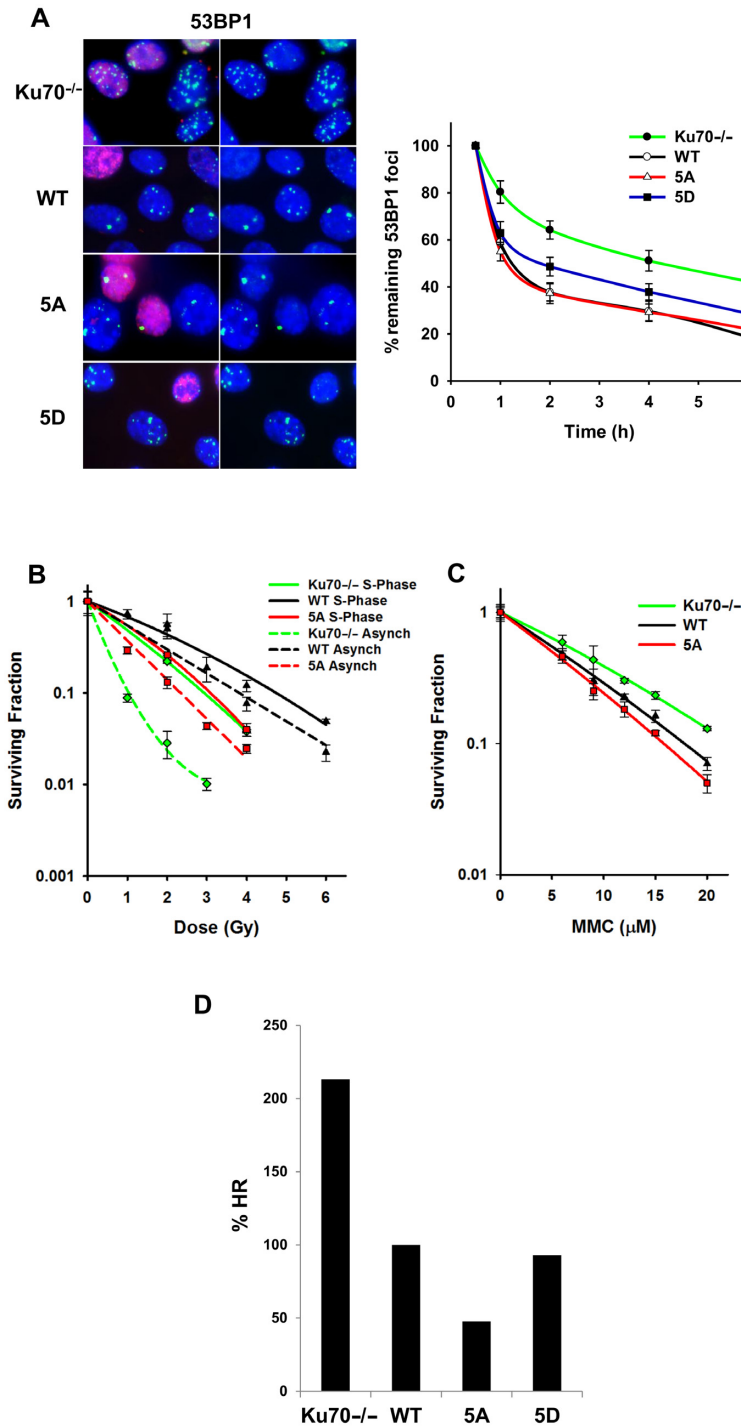 A
53BP1
Ku70−/−
WT
5A
5D
% remaining 53BP1 foci
100
80
60
40
20
0
0 1 2 3 4 5
Time (h)
Ku70−/−
WT
5A
5D
B
Surviving Fraction
1
0.1
0.01
0.001
0 1 2 3 4 5 6
Dose (Gy)
Ku70−/− S-Phase
WT S-Phase
5A S-Phase
Ku70−/− Asynch
WT Asynch
5A Asynch
C
Surviving Fraction
1
0.1
0.01
0 5 10 15 20
MMC (μM)
Ku70−/−
WT
5A
D
% HR
250
200
150
100
50
0
Ku70−/− WT 5A 5D